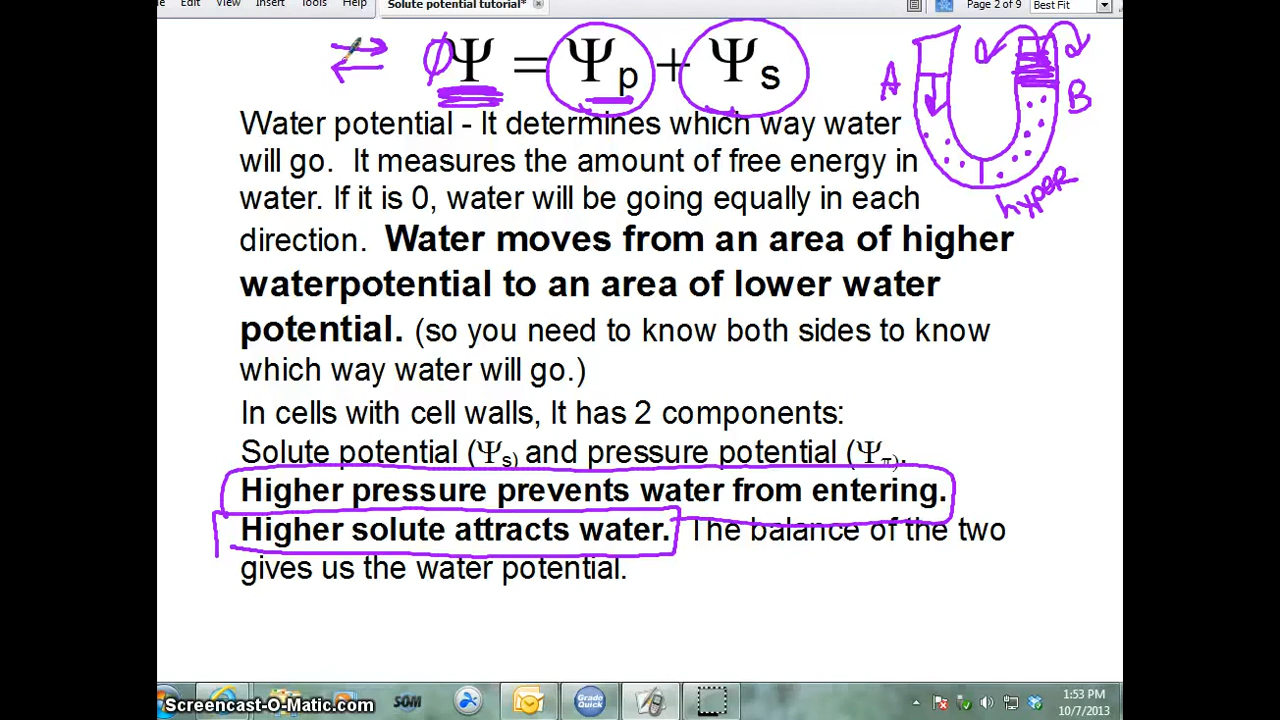 Edit View Insert Tools Help Solute potential tutorial* Page 2 of 9 Best Fit
⇄ ∅ Ψ = Ψp + Ψs
A B
hyper
Water potential - It determines which way water
will go. It measures the amount of free energy in
water. If it is 0, water will be going equally in each
direction. Water moves from an area of higher
waterpotential to an area of lower water
potential. (so you need to know both sides to know
which way water will go.)
In cells with cell walls, It has 2 components:
Solute potential (Ψs) and pressure potential (Ψπ).
Higher pressure prevents water from entering.
Higher solute attracts water. The balance of the two
gives us the water potential.
SOM Grade Quick 1:53 PM
Screencast-O-Matic.com 10/7/2013